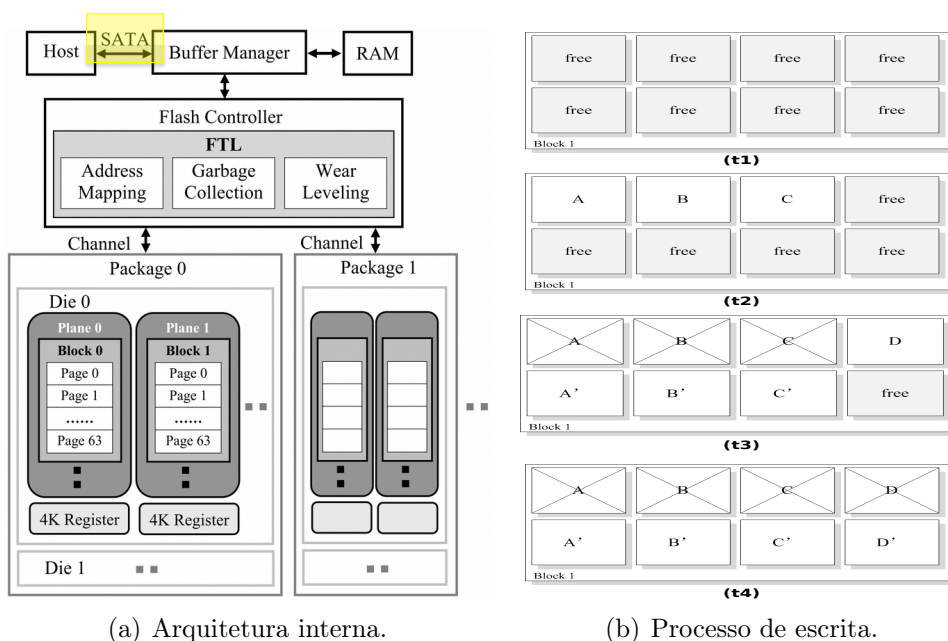 SATA
Host
Buffer Manager
RAM
Flash Controller
FTL
Address Mapping
Garbage Collection
Wear Leveling
Channel
Channel
Package 0
Package 1
Die 0
Plane 0
Plane 1
Block 0
Block 1
Page 0
Page 0
Page 1
Page 1
......
......
Page 63
Page 63
4K Register
4K Register
Die 1
(a) Arquitetura interna.
free free free free
free free free free
Block 1
(t1)
A B C free
free free free free
Block 1
(t2)
A B C D
A’ B’ C’ free
Block 1
(t3)
A B C D
A’ B’ C’ D’
Block 1
(t4)
(b) Processo de escrita.